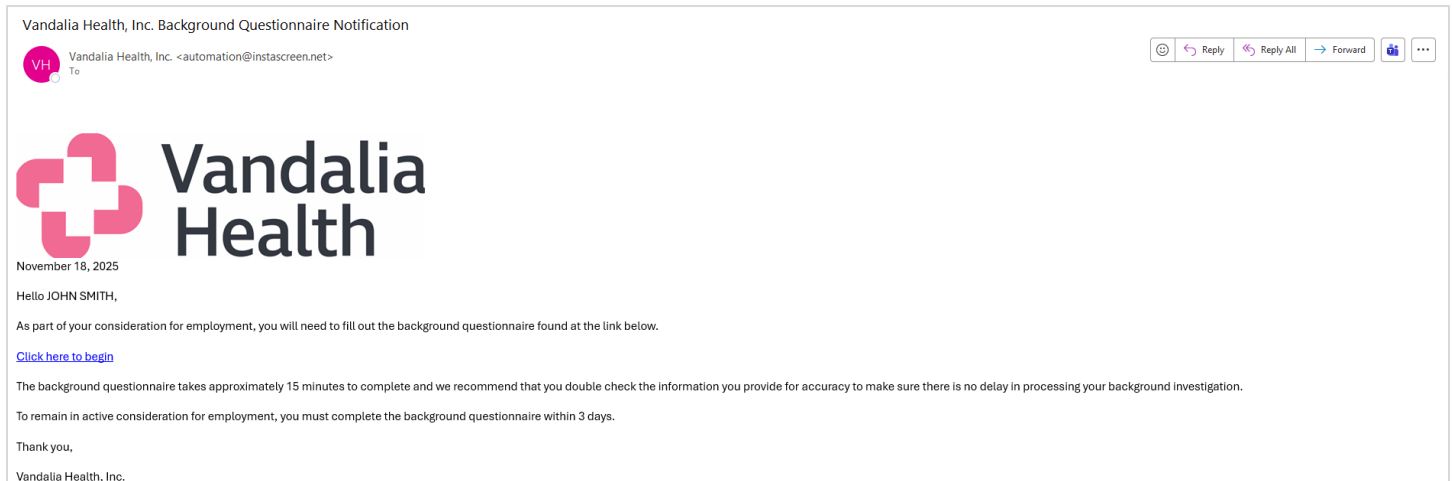 Vandalia Health, Inc. Background Questionnaire Notification
VH
Vandalia Health, Inc. <automation@instascreen.net>
To
Reply
Reply All
Forward
Vandalia
Health
November 18, 2025
Hello JOHN SMITH,
As part of your consideration for employment, you will need to fill out the background questionnaire found at the link below.
Click here to begin
The background questionnaire takes approximately 15 minutes to complete and we recommend that you double check the information you provide for accuracy to make sure there is no delay in processing your background investigation.
To remain in active consideration for employment, you must complete the background questionnaire within 3 days.
Thank you,
Vandalia Health, Inc.